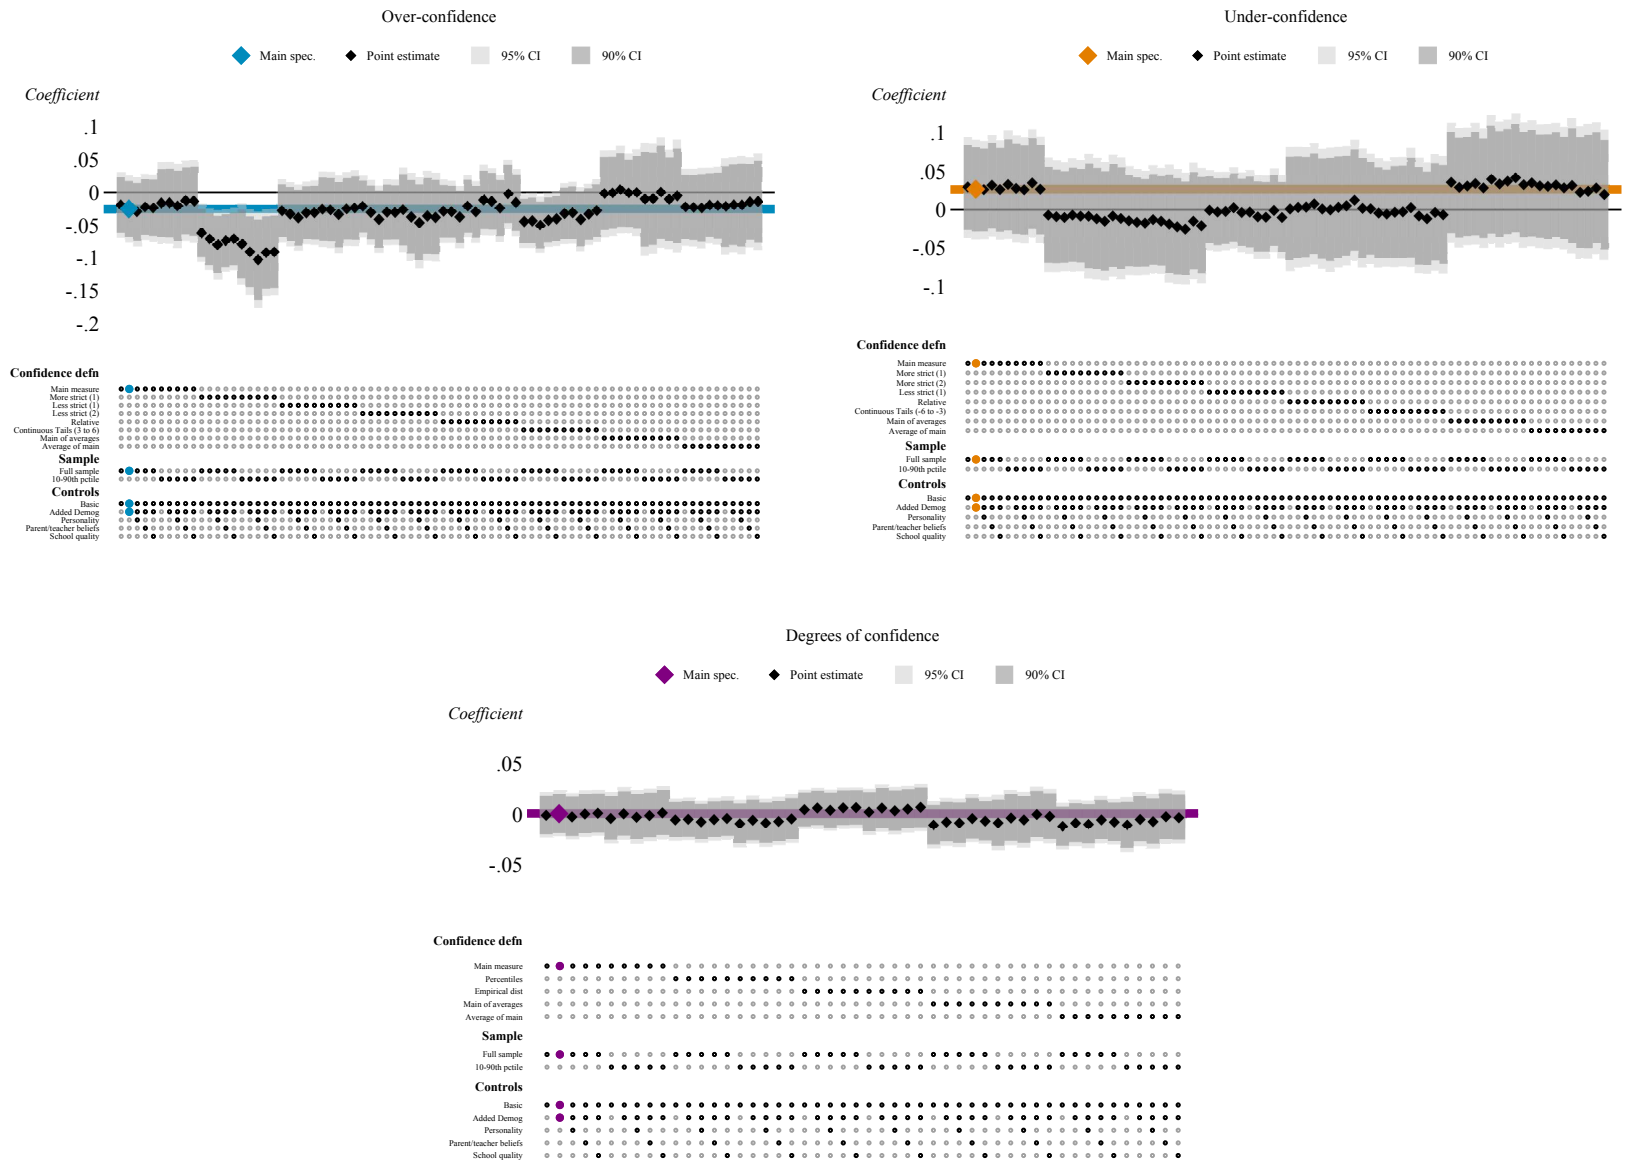 Over-confidence
Main spec. Point estimate 95% CI 90% CI
Coefficient
.1
.05
0
-.05
-.1
-.15
-.2
Confidence defn
Main measure
More strict (1)
Less strict (1)
Less strict (2)
Relative
Continuous Tails (3 to 6)
Main of averages
Average of main
Sample
Full sample
10-90th pctile
Controls
Basic
Added Demog
Personality
Parent/teacher beliefs
School quality
Under-confidence
Main spec. Point estimate 95% CI 90% CI
Coefficient
.1
.05
0
-.05
-.1
Confidence defn
Main measure
More strict (1)
More strict (2)
Less strict (1)
Relative
Continuous Tails (-6 to -3)
Main of averages
Average of main
Sample
Full sample
10-90th pctile
Controls
Basic
Added Demog
Personality
Parent/teacher beliefs
School quality
Degrees of confidence
Main spec. Point estimate 95% CI 90% CI
Coefficient
.05
0
-.05
Confidence defn
Main measure
Percentiles
Empirical dist
Main of averages
Average of main
Sample
Full sample
10-90th pctile
Controls
Basic
Added Demog
Personality
Parent/teacher beliefs
School quality